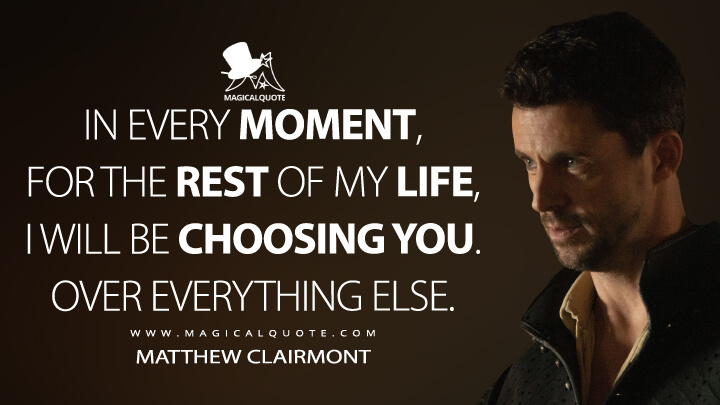 MAGICALQUOTE
IN EVERY MOMENT,
FOR THE REST OF MY LIFE,
I WILL BE CHOOSING YOU.
OVER EVERYTHING ELSE.
WWW.MAGICALQUOTE.COM
MATTHEW CLAIRMONT